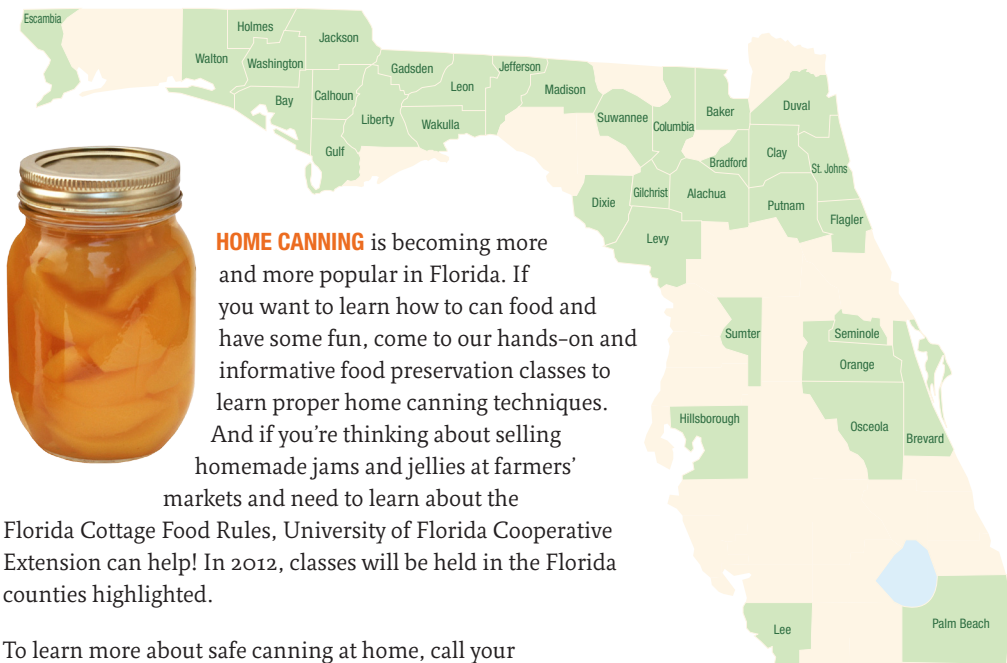 Escambia
Holmes
Jackson
Walton
Washington
Gadsden
Jefferson
Leon
Madison
Bay
Calhoun
Liberty
Wakulla
Gulf
Suwannee
Columbia
Baker
Duval
Bradford
Clay
St. Johns
Dixie
Gilchrist
Alachua
Putnam
Flagler
Levy
Sumter
Seminole
Orange
Hillsborough
Osceola
Brevard
Lee
Palm Beach
HOME CANNING is becoming more
and more popular in Florida. If
you want to learn how to can food and
have some fun, come to our hands-on and
informative food preservation classes to
learn proper home canning techniques.
And if you're thinking about selling
homemade jams and jellies at farmers'
markets and need to learn about the
Florida Cottage Food Rules, University of Florida Cooperative
Extension can help! In 2012, classes will be held in the Florida
counties highlighted.
To learn more about safe canning at home, call your